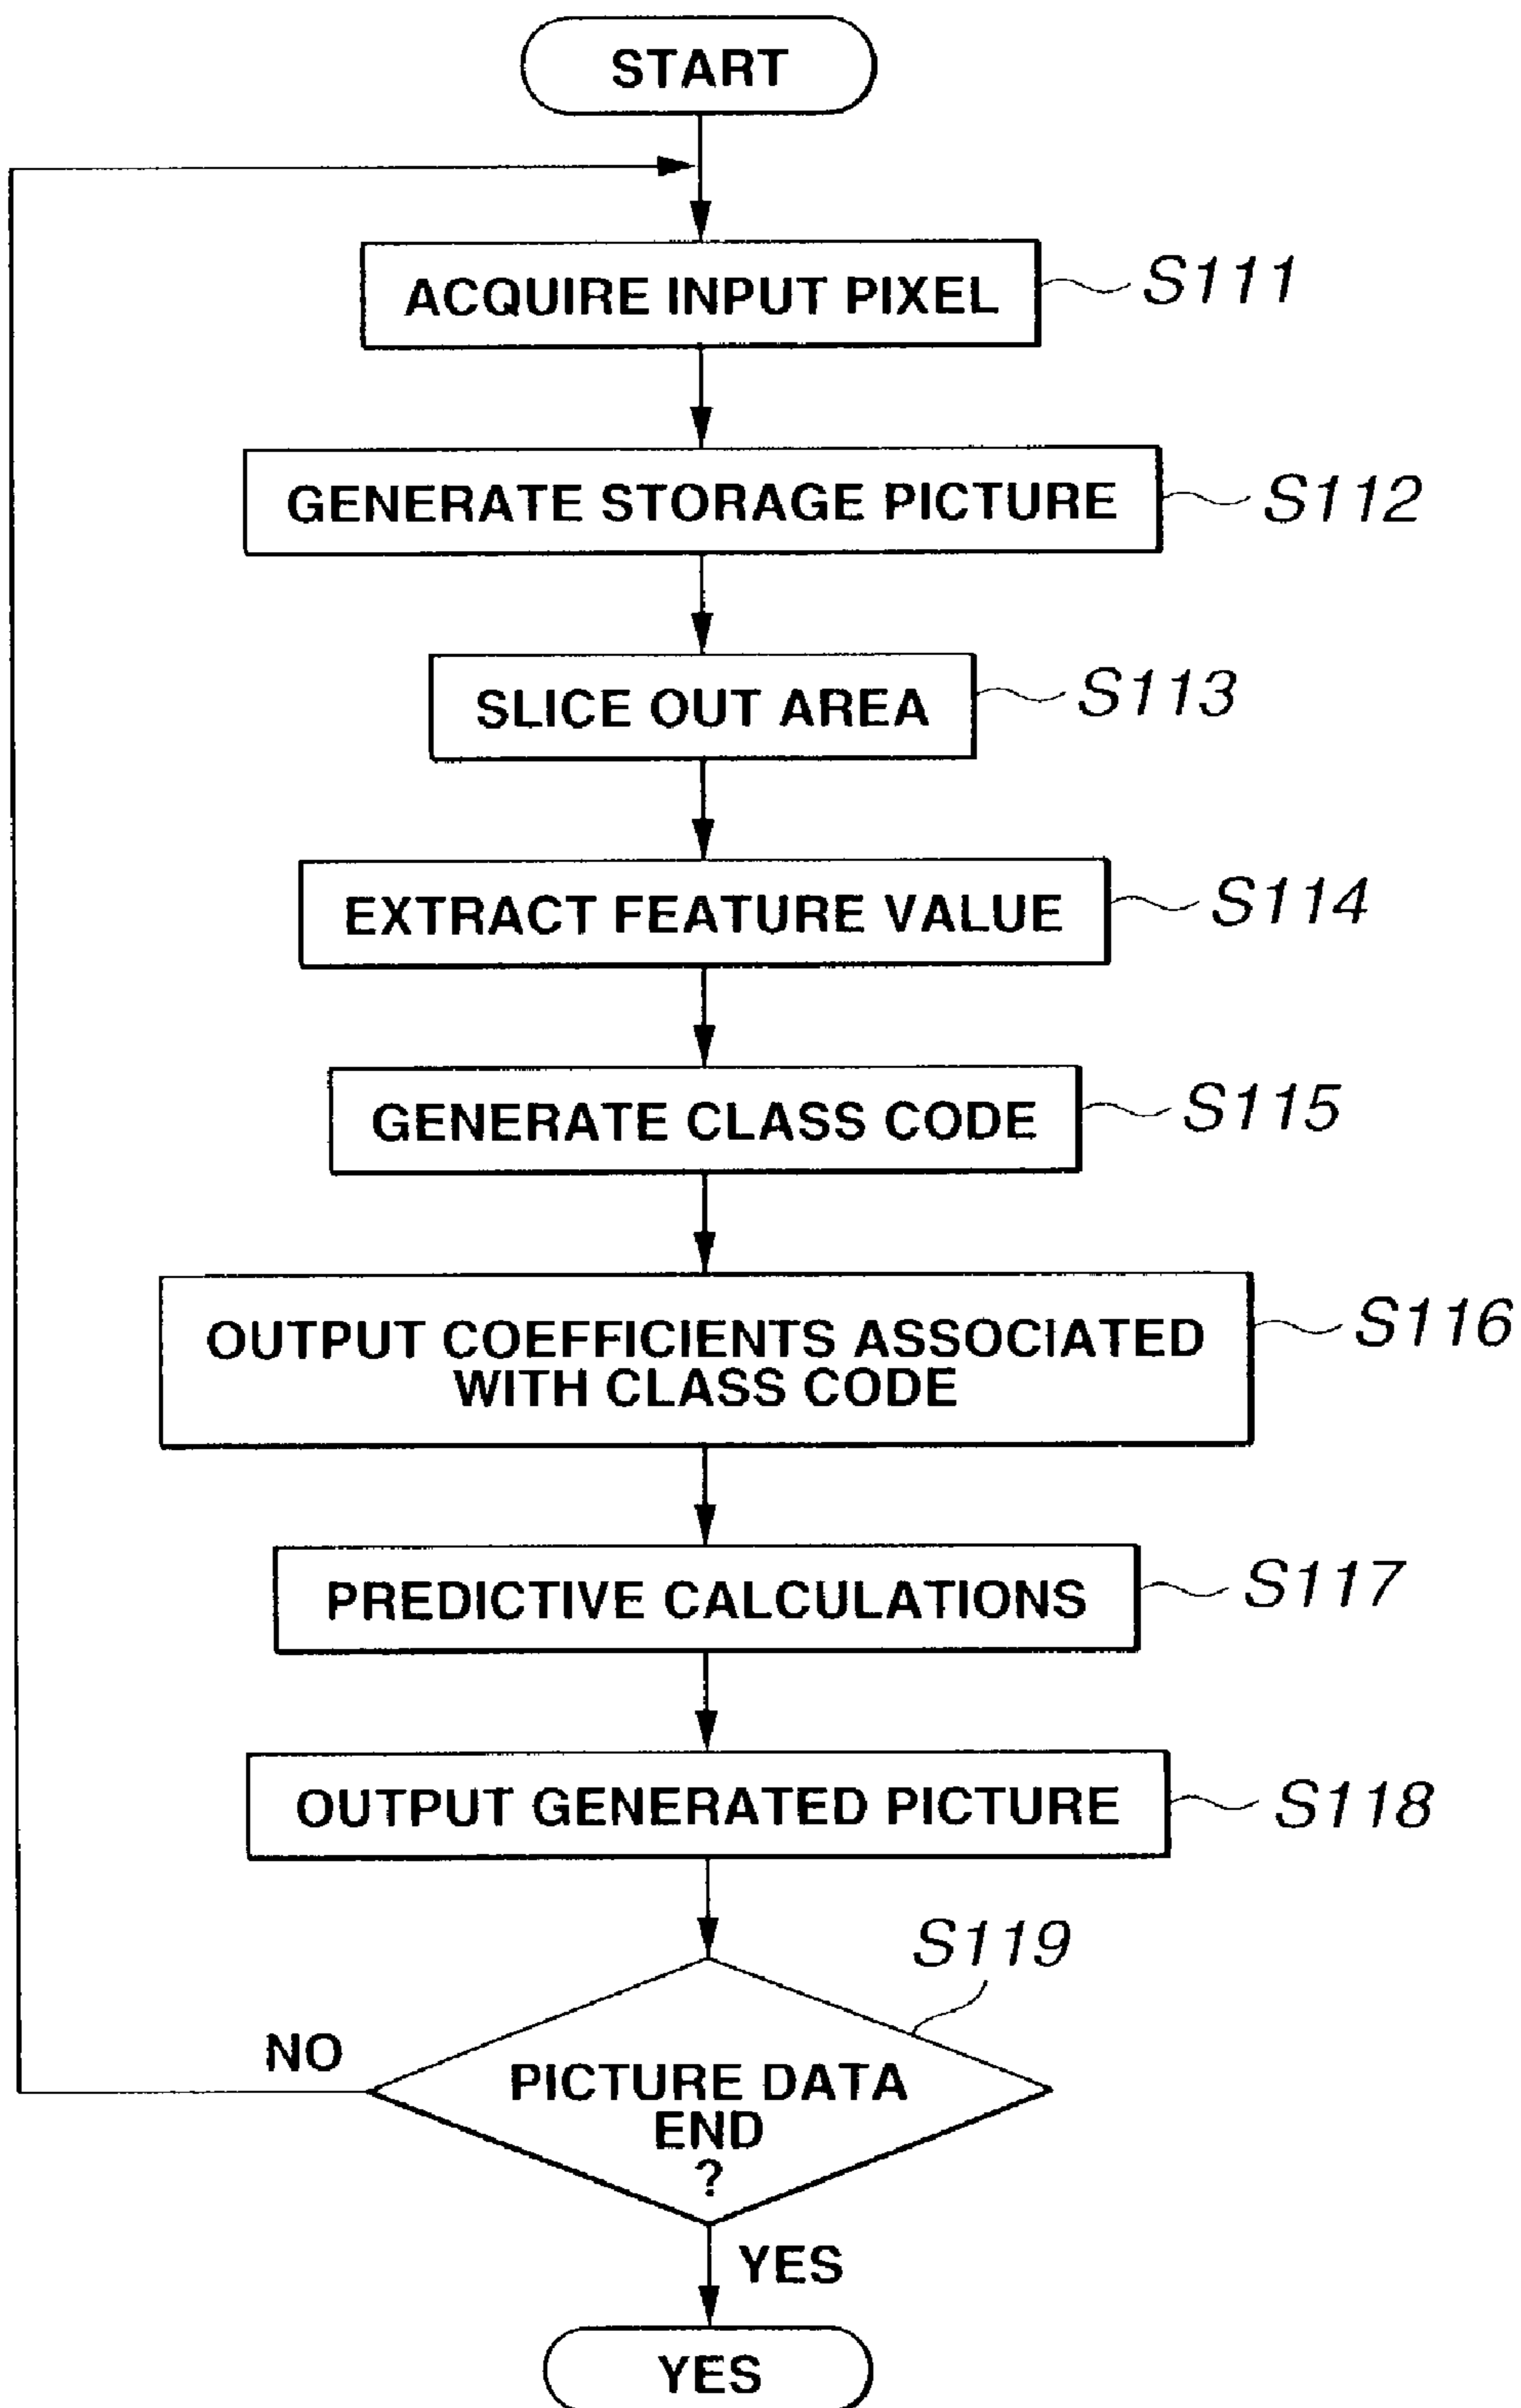 START
ACQUIRE INPUT PIXEL
S111
GENERATE STORAGE PICTURE
S112
SLICE OUT AREA
S113
EXTRACT FEATURE VALUE
S114
GENERATE CLASS CODE
S115
OUTPUT COEFFICIENTS ASSOCIATED
WITH CLASS CODE
S116
PREDICTIVE CALCULATIONS
S117
OUTPUT GENERATED PICTURE
S118
S119
NO
PICTURE DATA
END
?
YES
YES